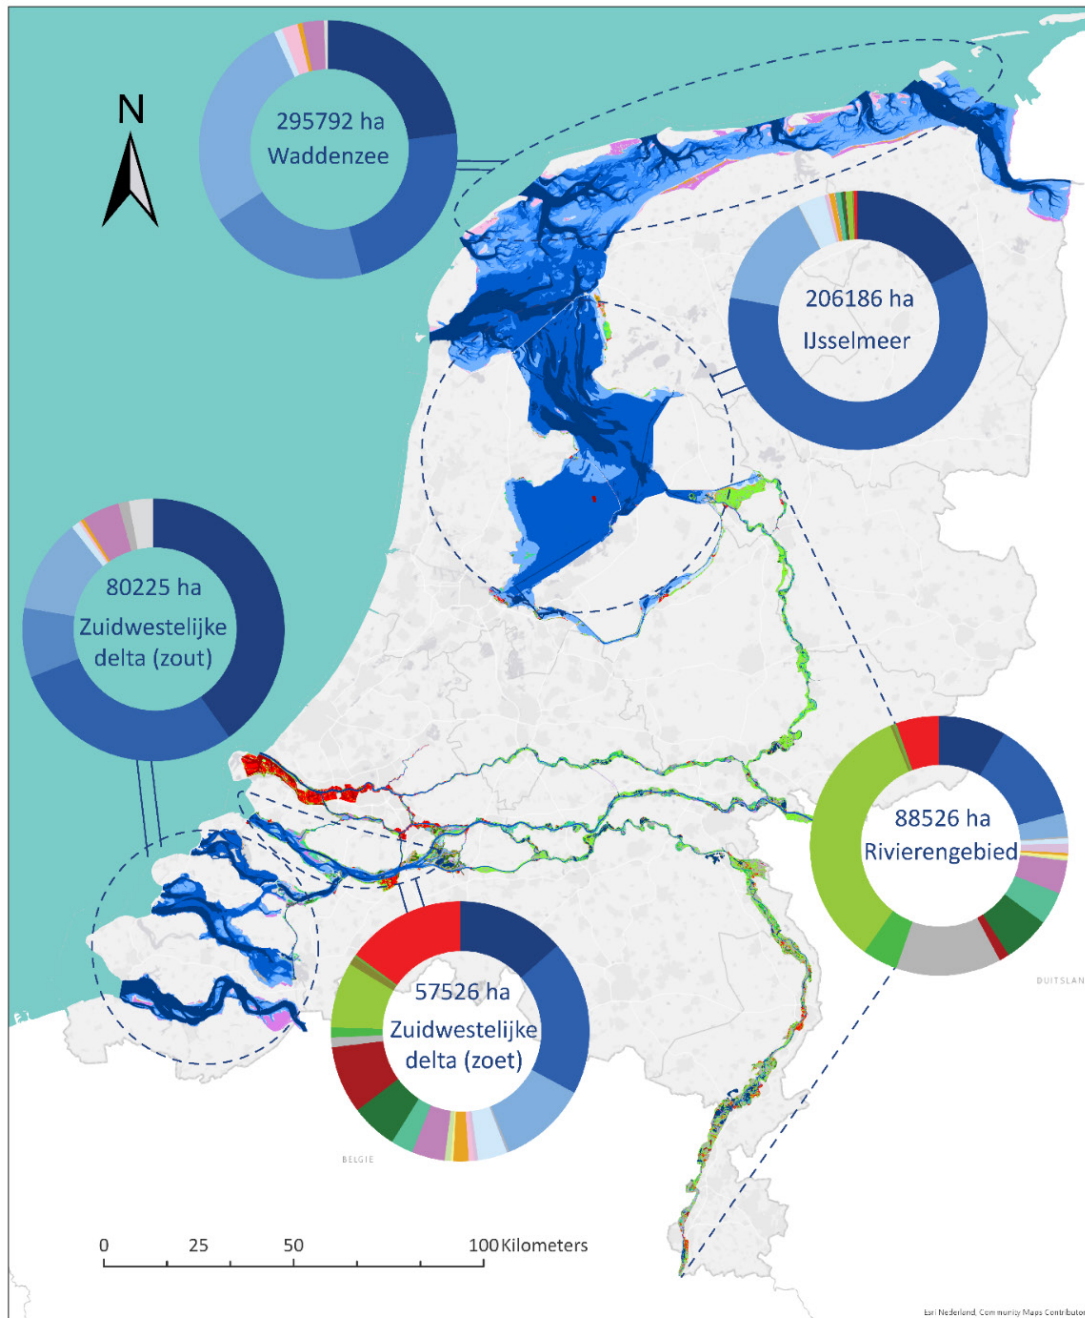 295792 ha
Waddenzee
N
206186 ha
IJsselmeer
80225 ha
Zuidwestelijke
delta (zout)
88526 ha
Rivierengebied
DUITSLAN
57526 ha
Zuidwestelijke
delta (zoet)
BELGIE
0 25 50 100 Kilometers
Esri Nederland, Community Maps Contributor